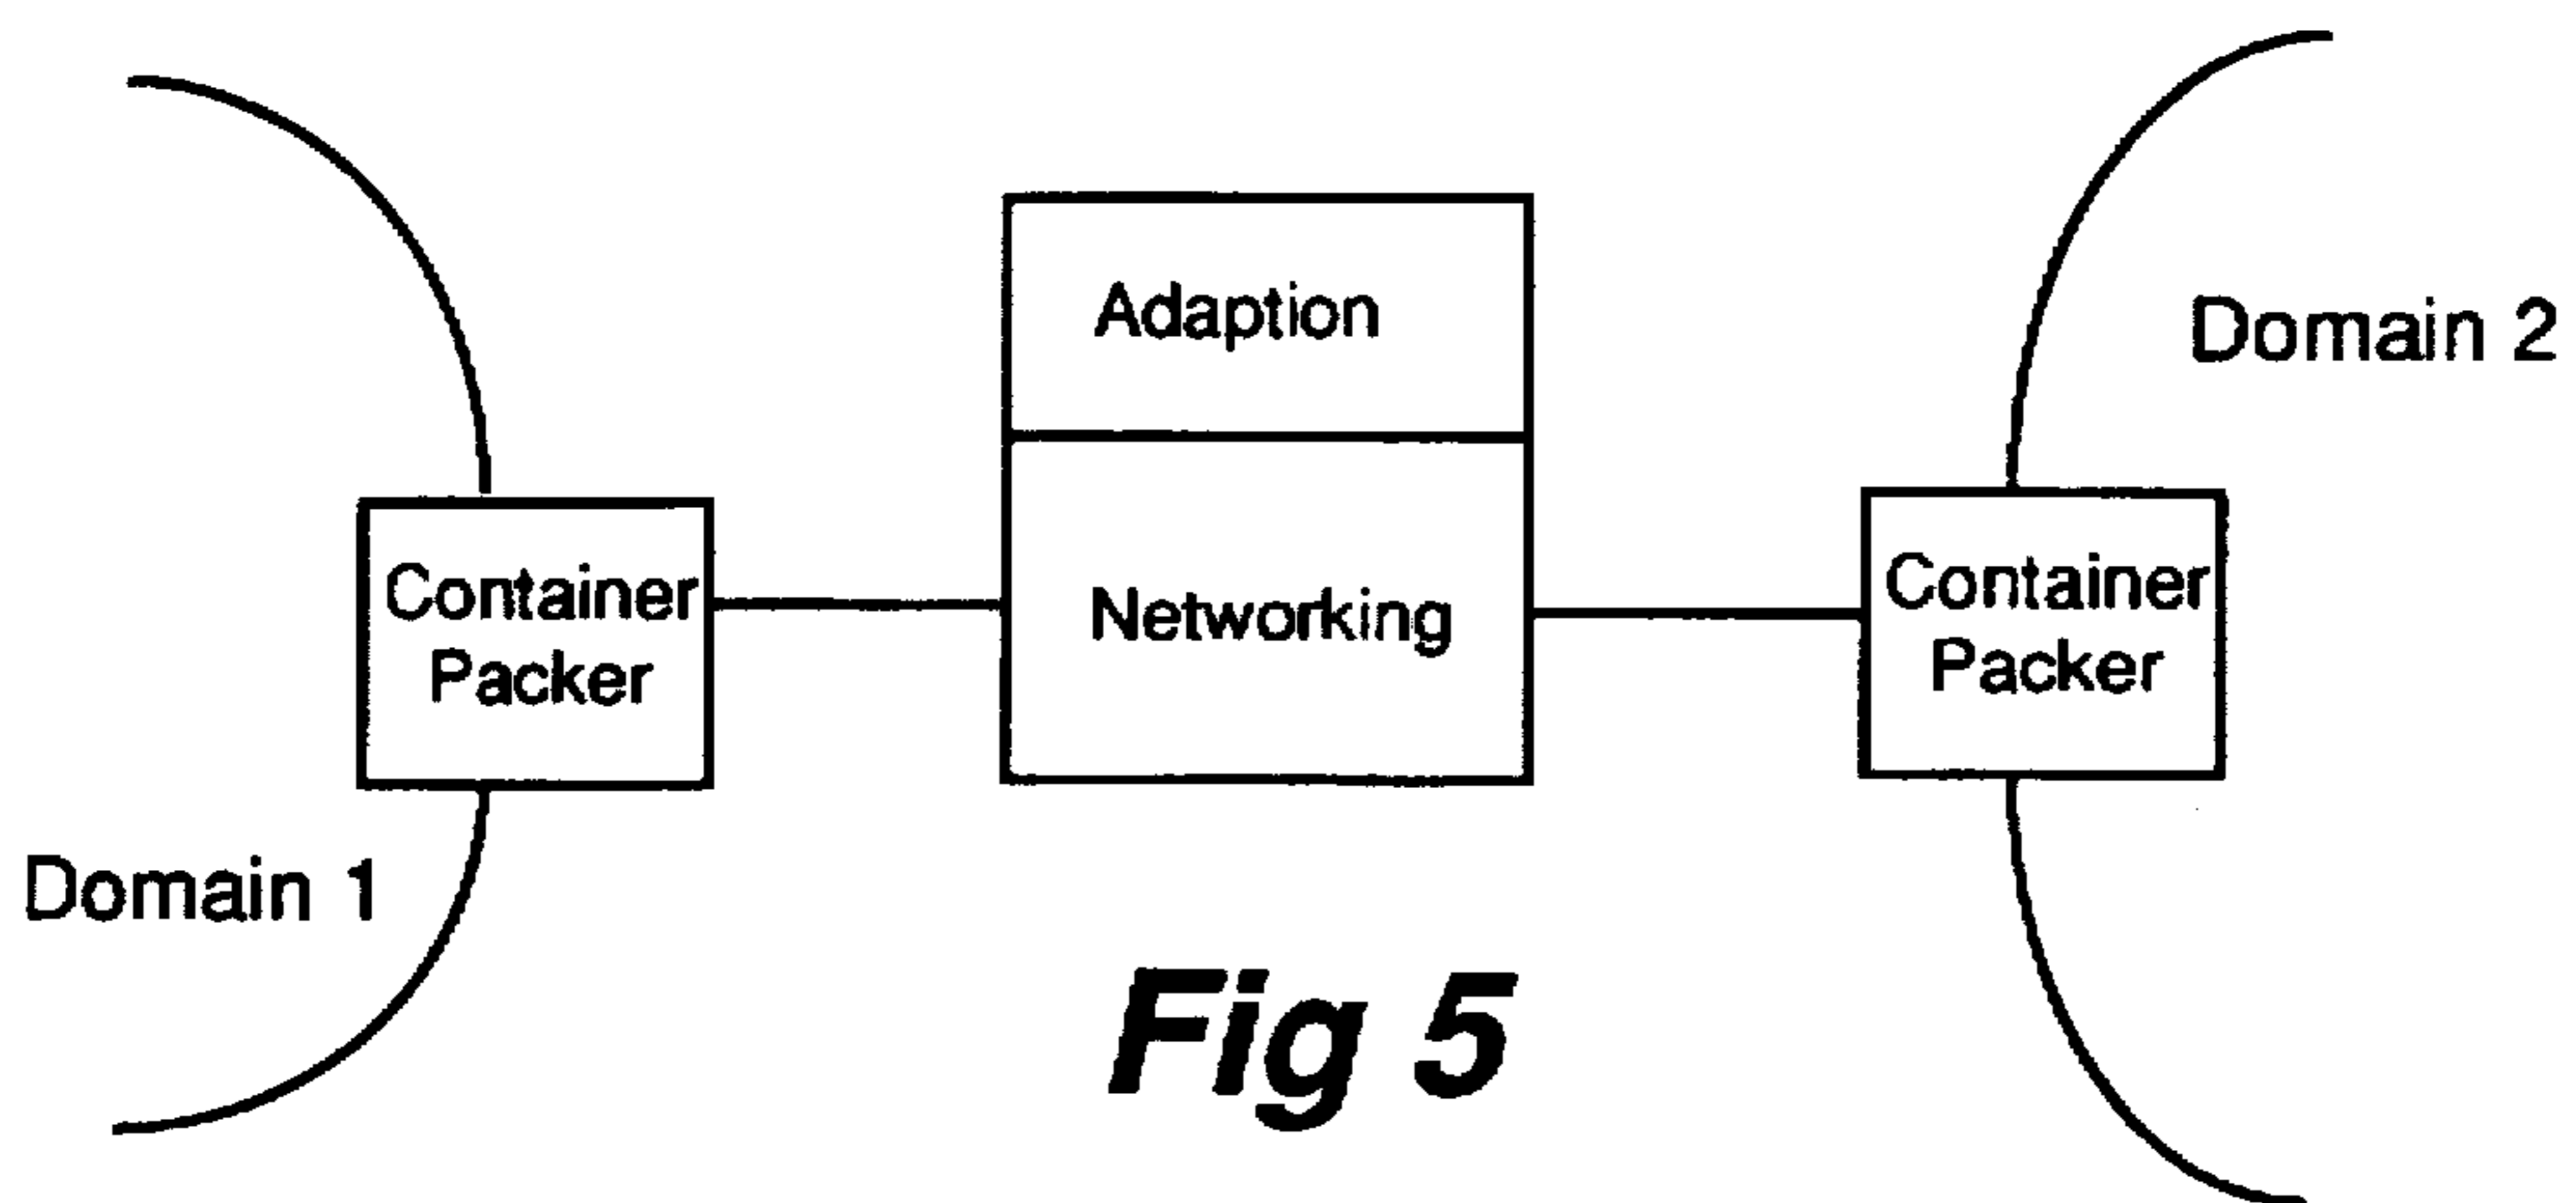 Adaption
Domain 2
Container
Packer
Networking
Container
Packer
Domain 1
Fig 5